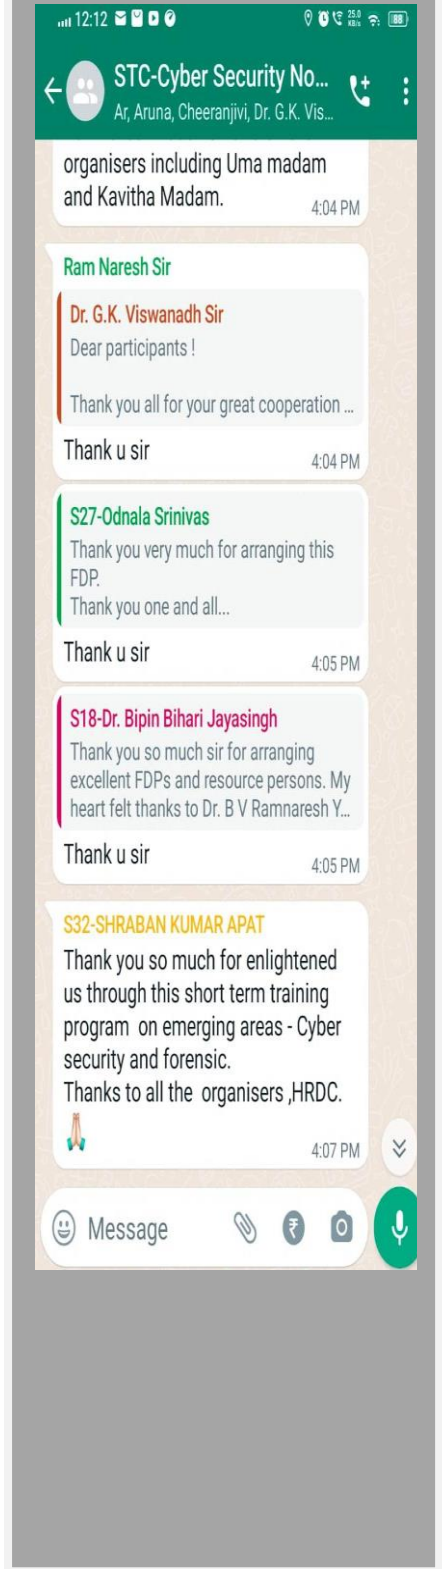 12:12
25.0
KB/s
88
STC-Cyber Security No...
Ar, Aruna, Cheeranjivi, Dr. G.K. Vis...
organisers including Uma madam
and Kavitha Madam.
4:04 PM
Ram Naresh Sir
Dr. G.K. Viswanadh Sir
Dear participants !
Thank you all for your great cooperation ...
Thank u sir
4:04 PM
S27-Odnala Srinivas
Thank you very much for arranging this
FDP.
Thank you one and all...
Thank u sir
4:05 PM
S18-Dr. Bipin Bihari Jayasingh
Thank you so much sir for arranging
excellent FDPs and resource persons. My
heart felt thanks to Dr. B V Ramnaresh Y...
Thank u sir
4:05 PM
S32-SHRABAN KUMAR APAT
Thank you so much for enlightened
us through this short term training
program on emerging areas - Cyber
security and forensic.
Thanks to all the organisers ,HRDC.
🙏
4:07 PM
Message